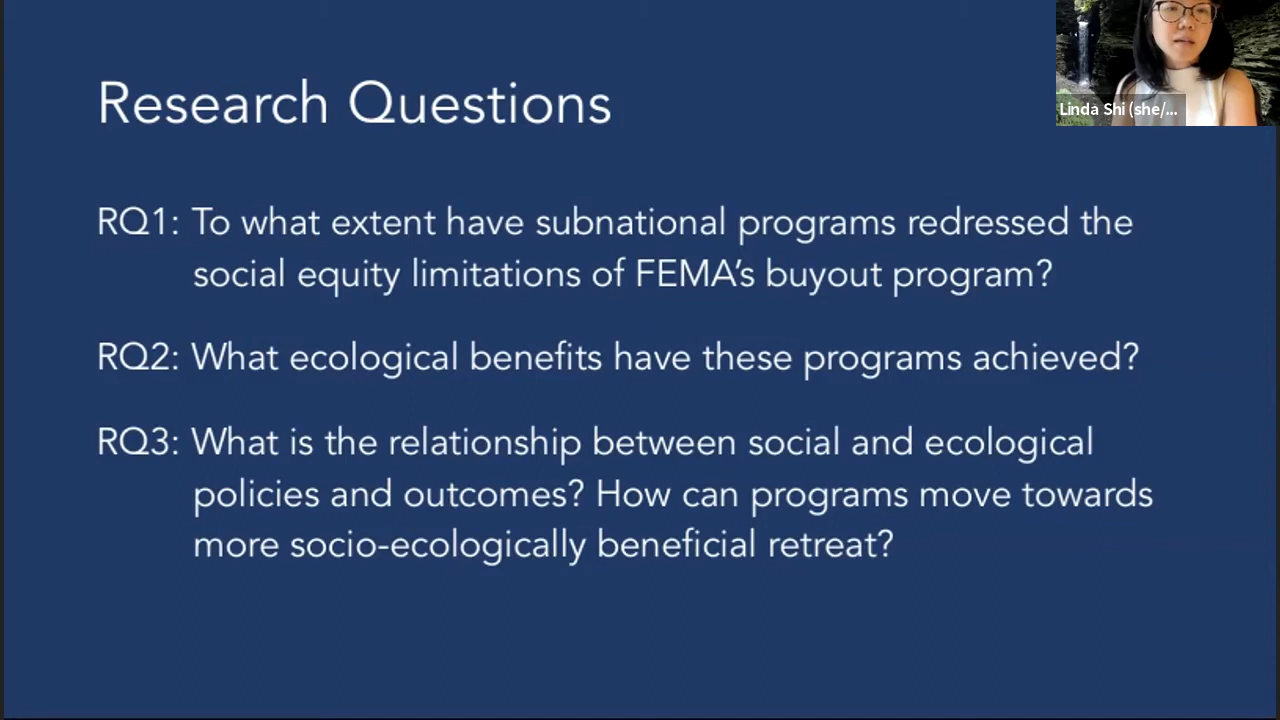 Research Questions
RQ1: To what extent have subnational programs redressed the
social equity limitations of FEMA’s buyout program?
RQ2: What ecological benefits have these programs achieved?
RQ3: What is the relationship between social and ecological
policies and outcomes? How can programs move towards
more socio-ecologically beneficial retreat?
Linda Shi (she/...